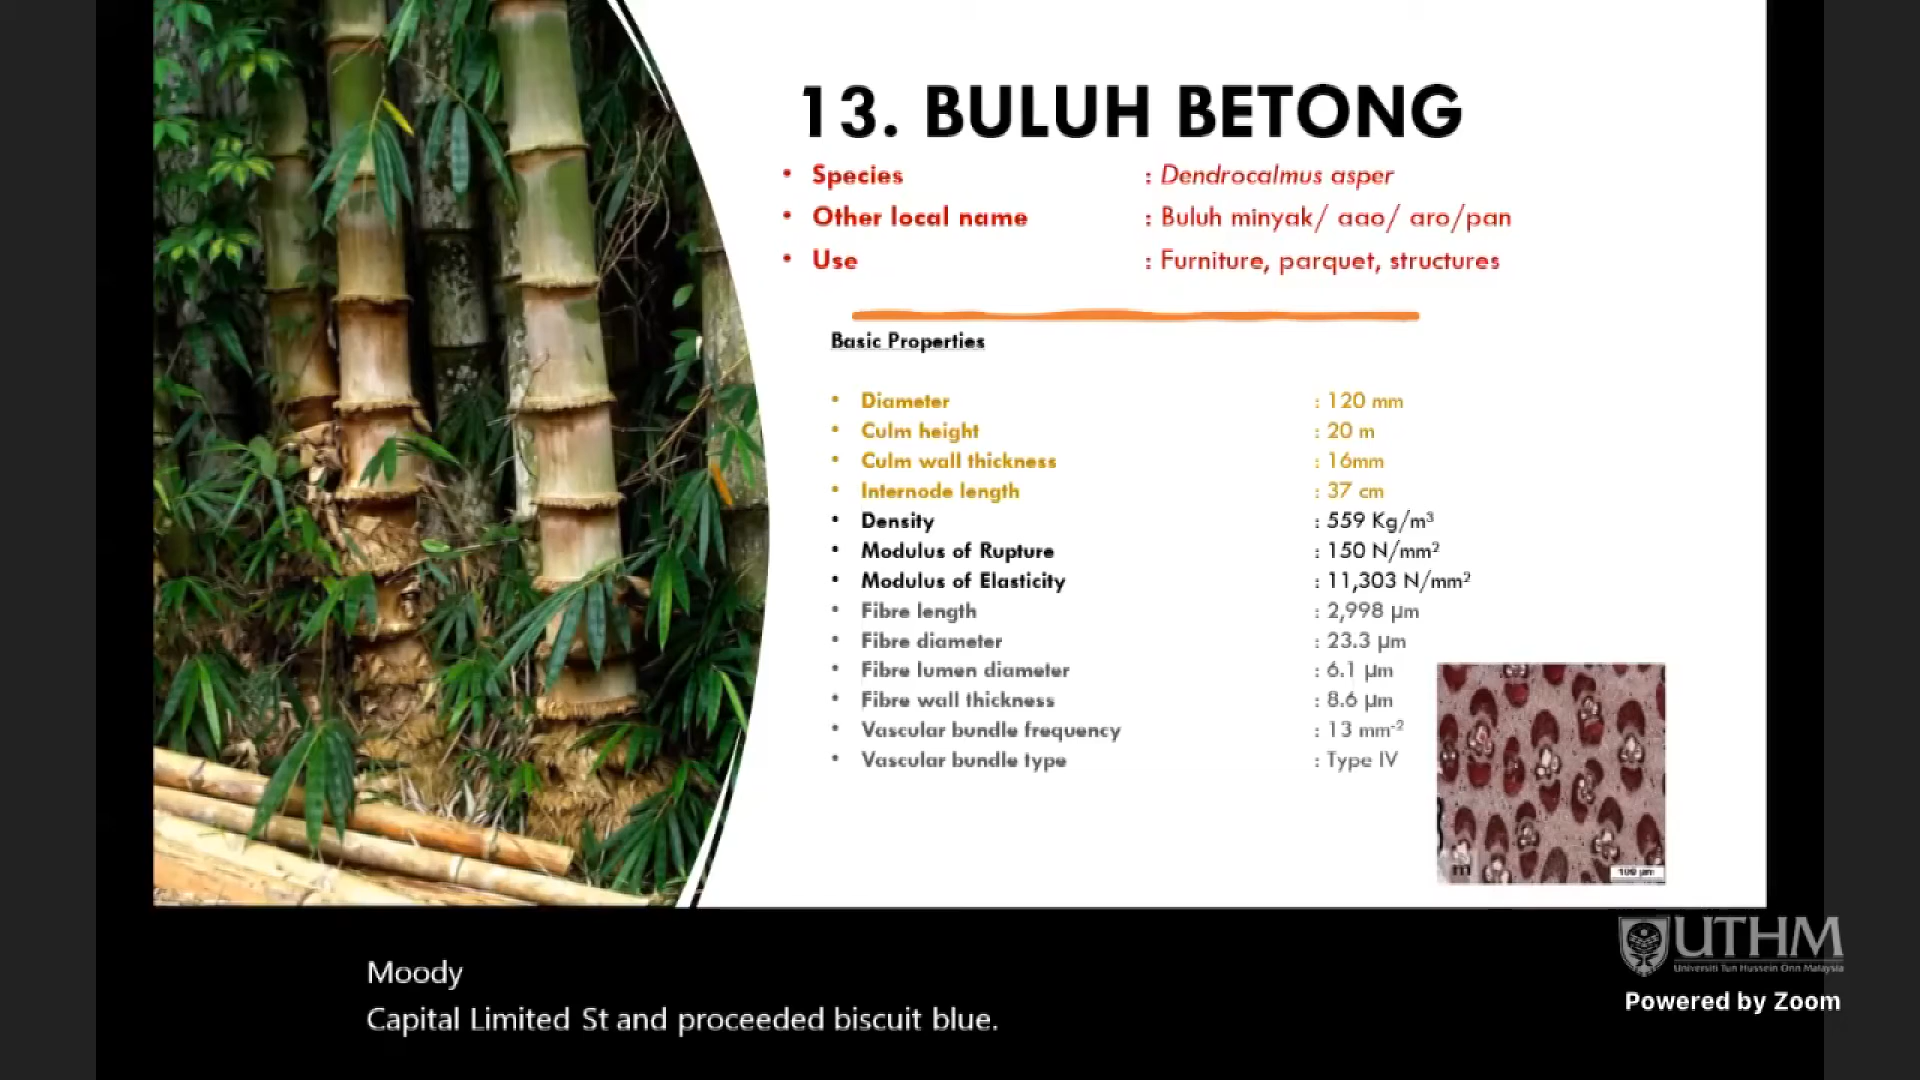 13. BULUH BETONG
• Species : Dendrocalmus asper
• Other local name : Buluh minyak/ aao/ aro/pan
• Use : Furniture, parquet, structures
Basic Properties
• Diameter : 120 mm
• Culm height : 20 m
• Culm wall thickness : 16mm
• Internode length : 37 cm
• Density : 559 Kg/m³
• Modulus of Rupture : 150 N/mm²
• Modulus of Elasticity : 11,303 N/mm²
• Fibre length : 2,998 µm
• Fibre diameter : 23.3 µm
• Fibre lumen diameter : 6.1 µm
• Fibre wall thickness : 8.6 µm
• Vascular bundle frequency : 13 mm⁻²
• Vascular bundle type : Type IV
m
100 µm
UTHM
Universiti Tun Hussein Onn Malaysia
Powered by Zoom
Moody
Capital Limited St and proceeded biscuit blue.